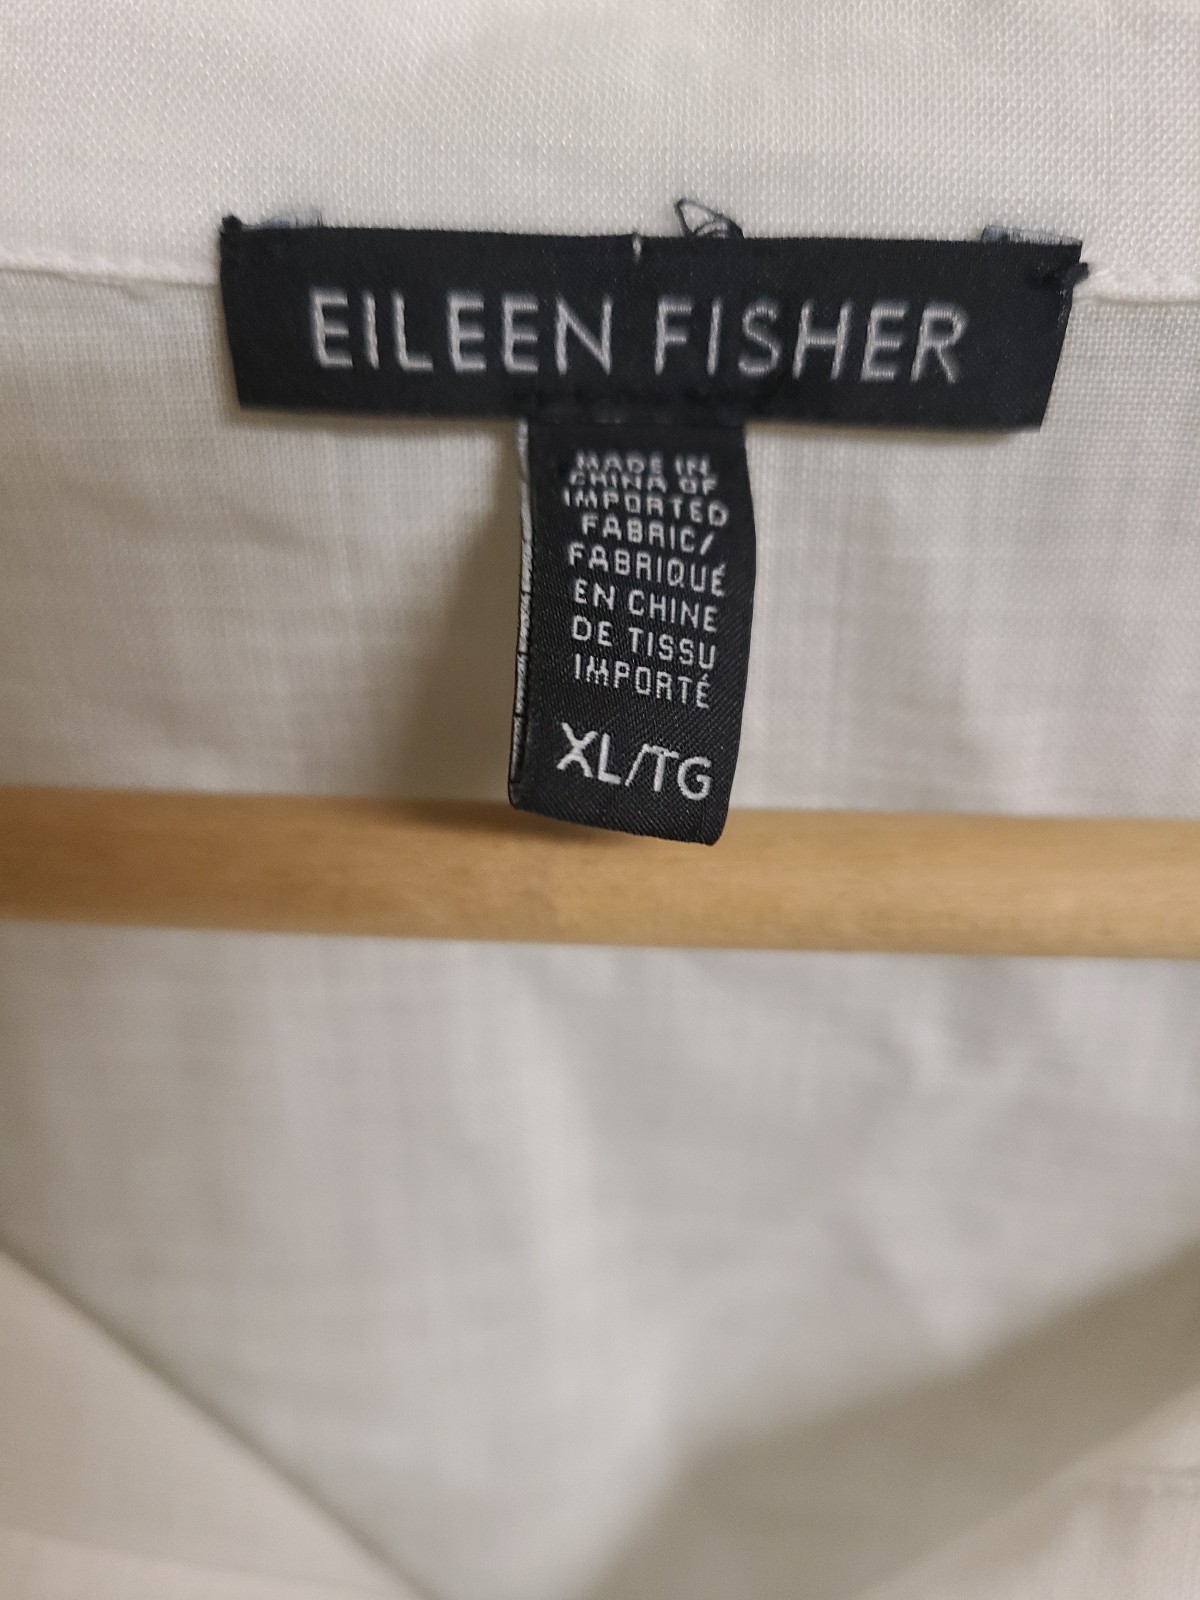 EILEEN FISHER
MADE IN
CHINA OF
IMPORTED
FABRIC/
FABRIQUÉ
EN CHINE
DE TISSU
IMPORTÉ
XL/TG